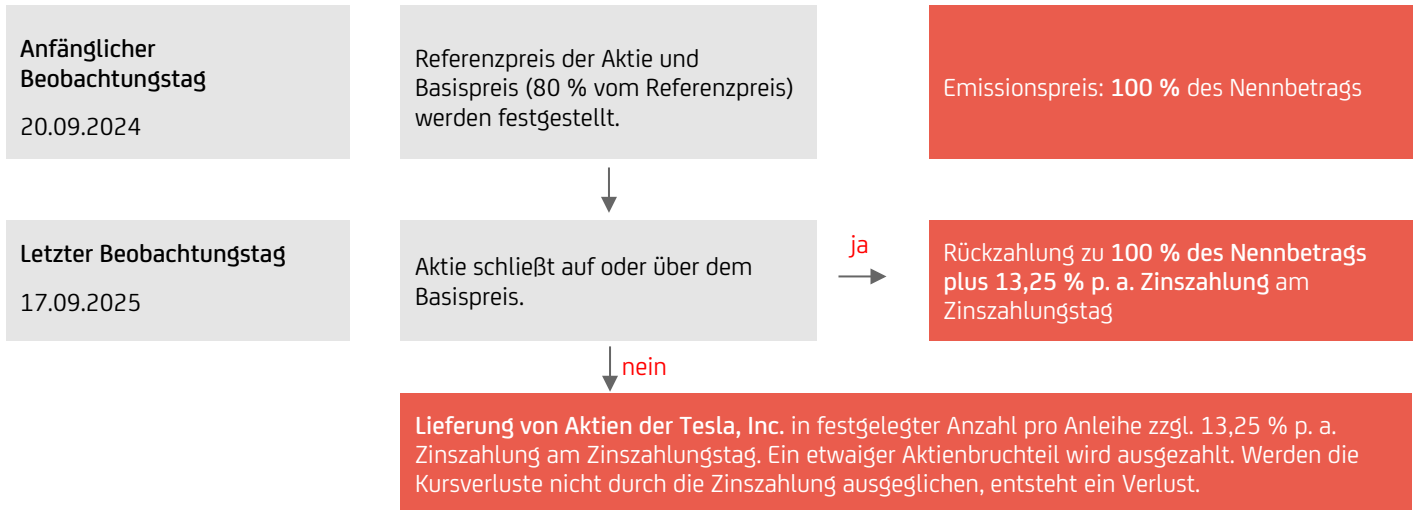 Anfänglicher
Beobachtungstag
20.09.2024
Referenzpreis der Aktie und
Basispreis (80 % vom Referenzpreis)
werden festgestellt.
Emissionspreis: 100 % des Nennbetrags
Letzter Beobachtungstag
17.09.2025
Aktie schließt auf oder über dem
Basispreis.
ja
Rückzahlung zu 100 % des Nennbetrags
plus 13,25 % p. a. Zinszahlung am
Zinszahlungstag
nein
Lieferung von Aktien der Tesla, Inc. in festgelegter Anzahl pro Anleihe zzgl. 13,25 % p. a.
Zinszahlung am Zinszahlungstag. Ein etwaiger Aktienbruchteil wird ausgezahlt. Werden die
Kursverluste nicht durch die Zinszahlung ausgeglichen, entsteht ein Verlust.